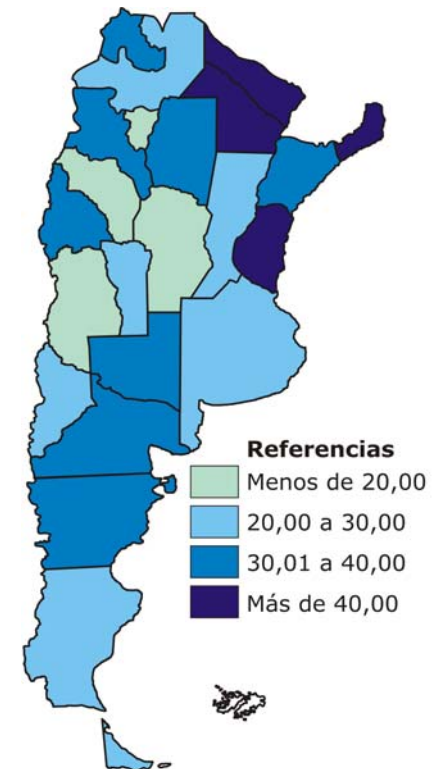 Referencias
Menos de 20,00
20,00 a 30,00
30,01 a 40,00
Más de 40,00